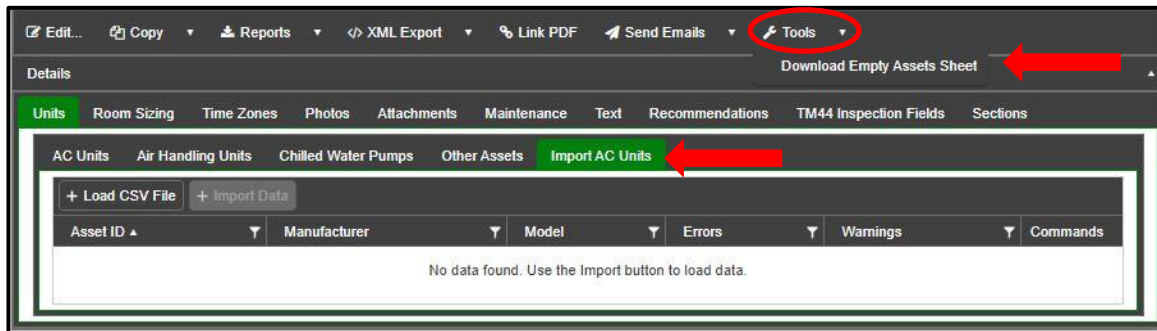 Edit... Copy Reports </> XML Export Link PDF Send Emails Tools
Download Empty Assets Sheet
Details
Units Room Sizing Time Zones Photos Attachments Maintenance Text Recommendations TM44 Inspection Fields Sections
AC Units Air Handling Units Chilled Water Pumps Other Assets Import AC Units
+ Load CSV File + Import Data
Asset ID Manufacturer Model Errors Warnings Commands
No data found. Use the Import button to load data.